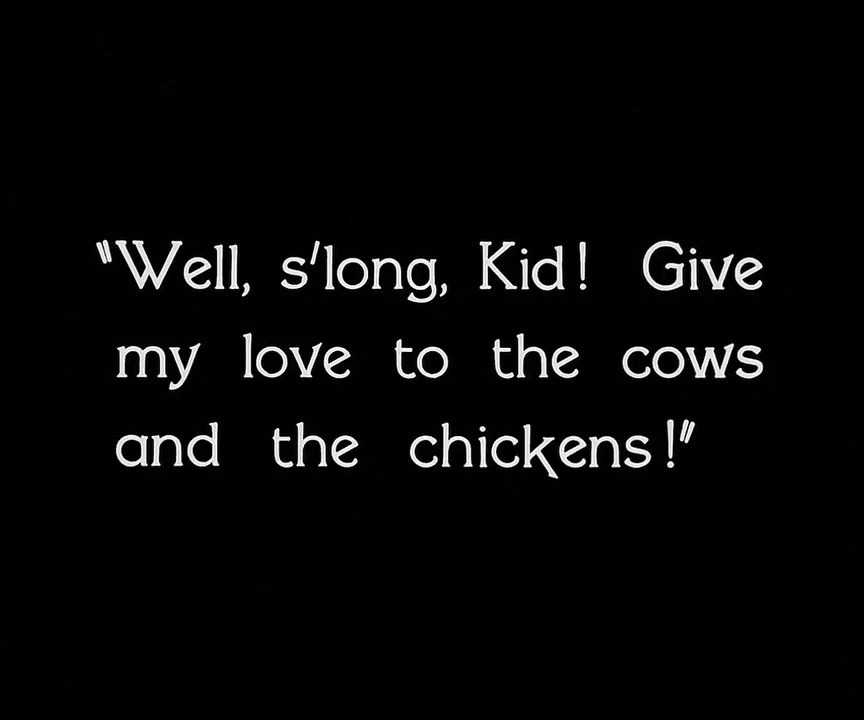 "Well, s'long, Kid! Give
my love to the cows
and the chickens!"